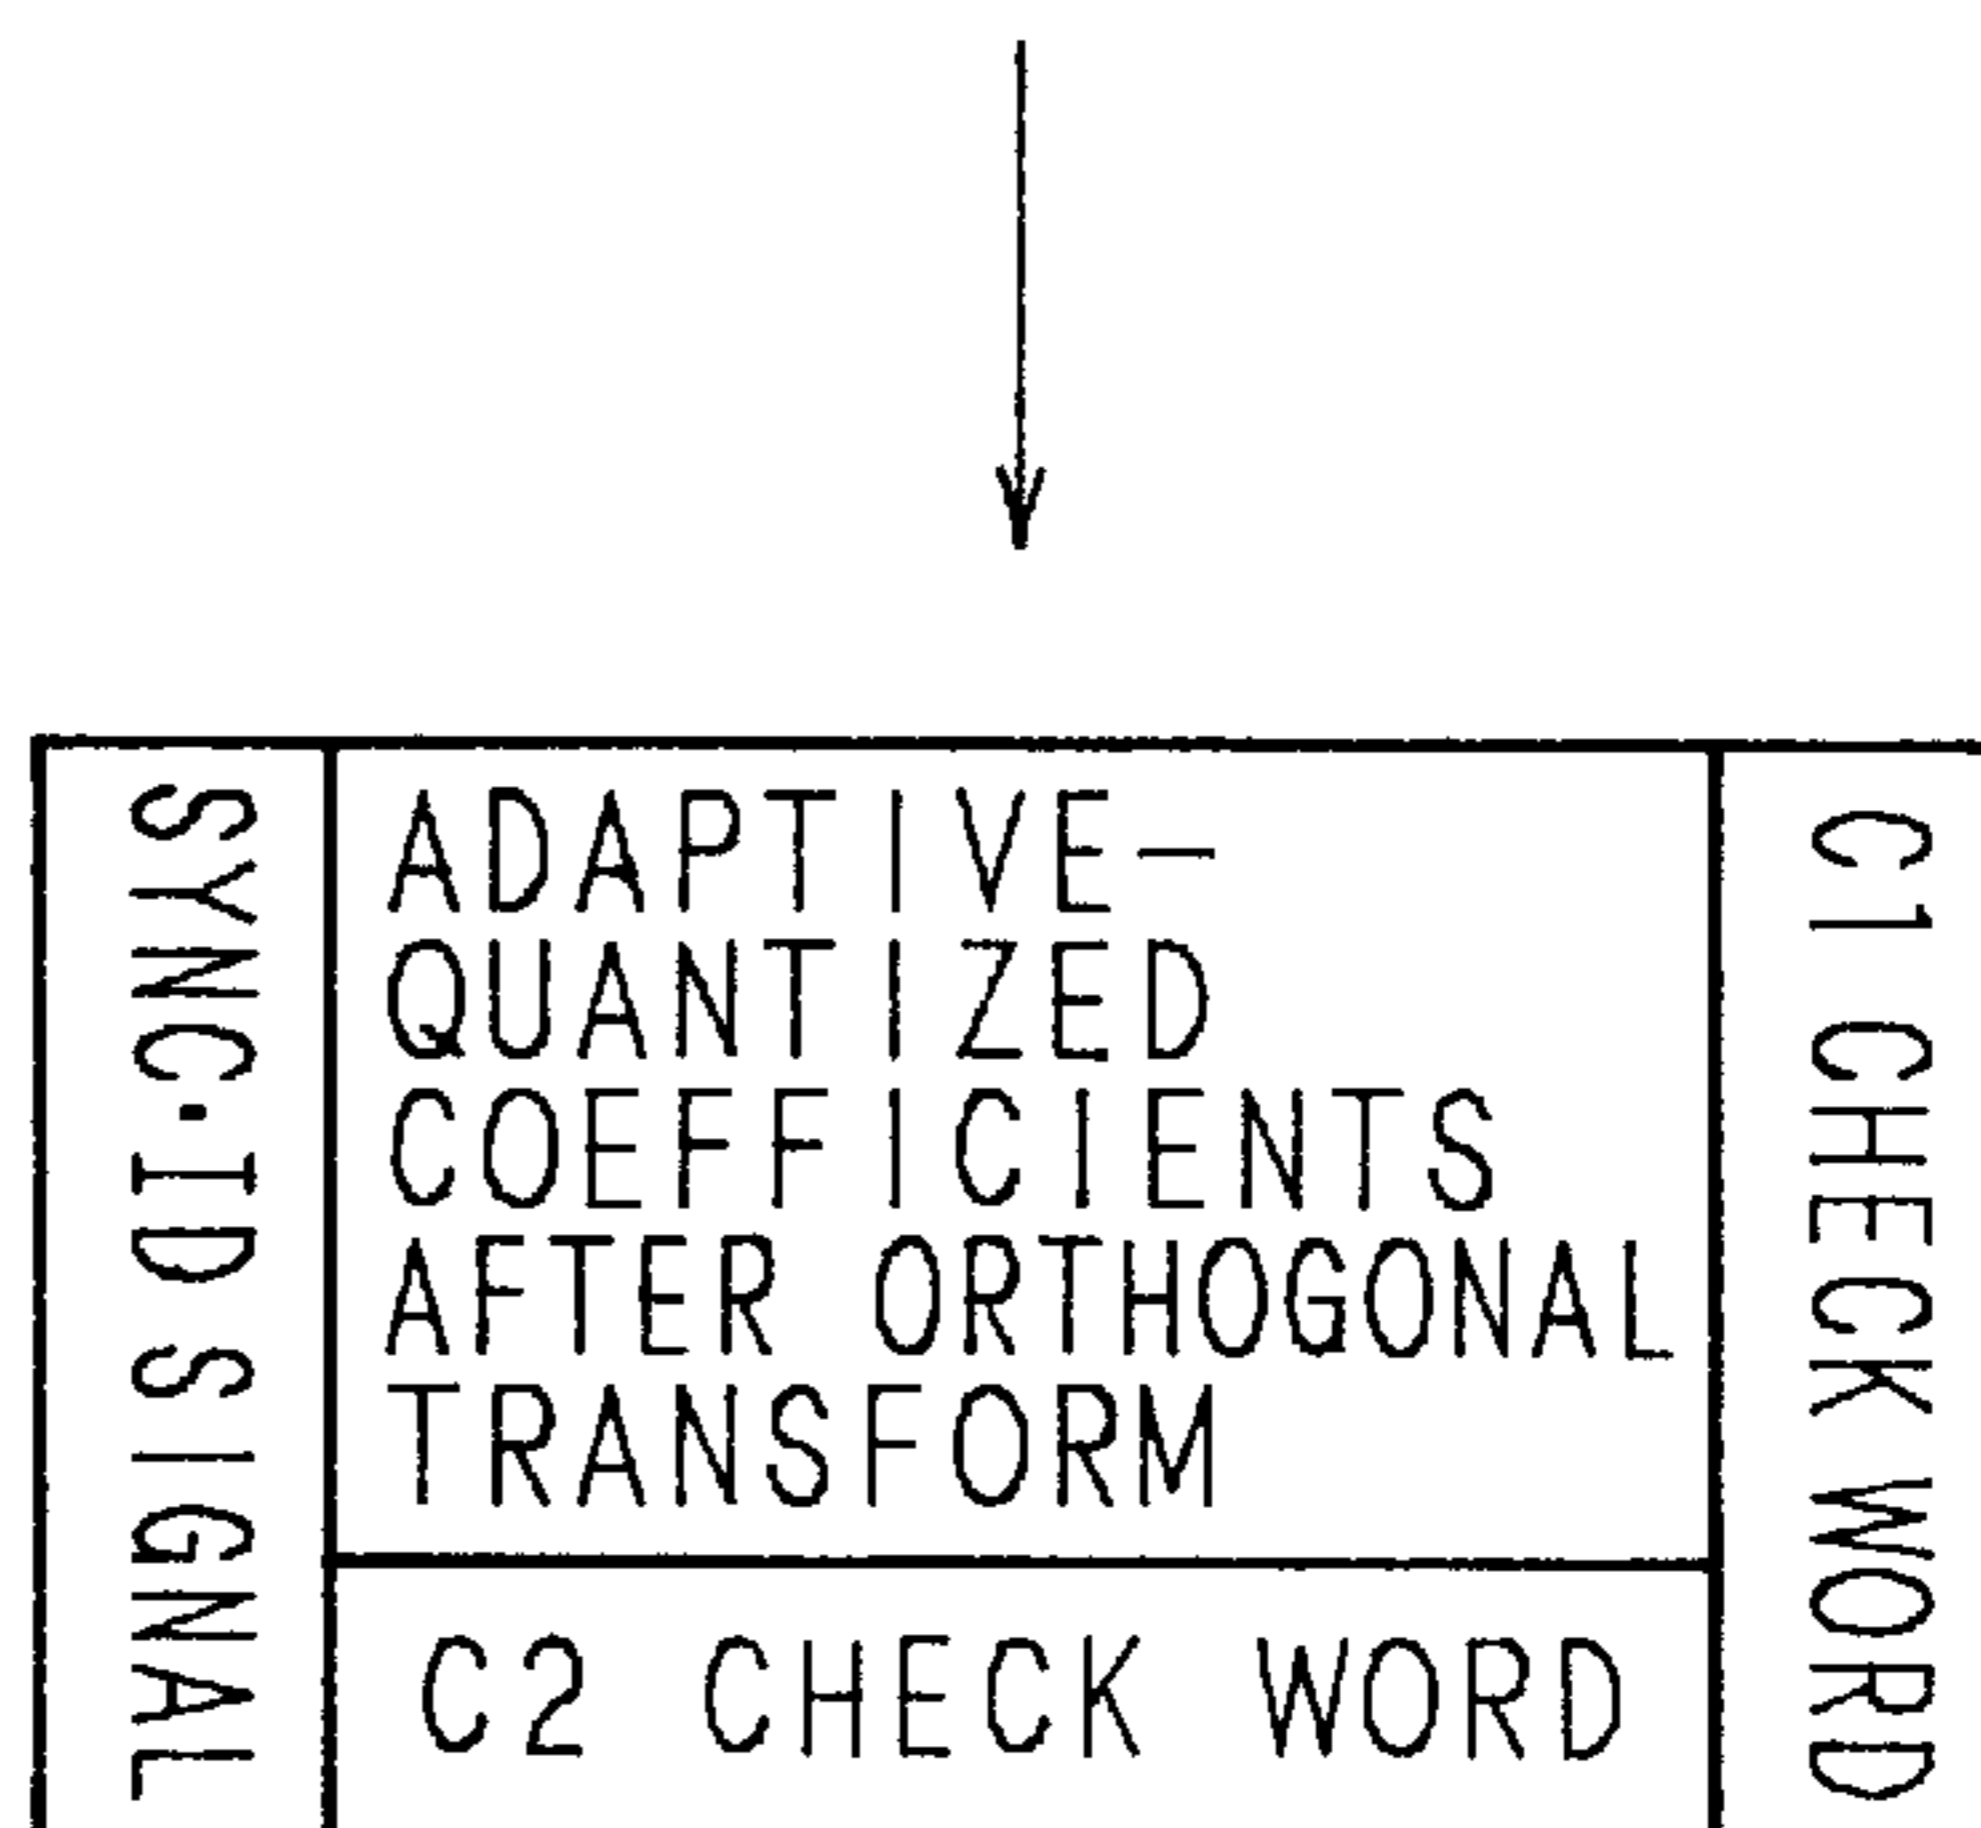 SYNC·ID SIGNAL
ADAPTIVE-
QUANTIZED
COEFFICIENTS
AFTER ORTHOGONAL
TRANSFORM
C2 CHECK WORD
C1 CHECK WORD